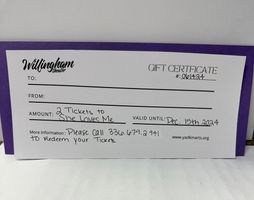 Willingham
Theater
GIFT CERTIFICATE
#: 061424
TO:
FROM:
AMOUNT: 2 Tickets to
She Loves Me
VALID UNTIL: Dec. 15th 2024
More Information: Please Call 336.679.2941
to Redeem your Tickets
www.yadkinarts.org